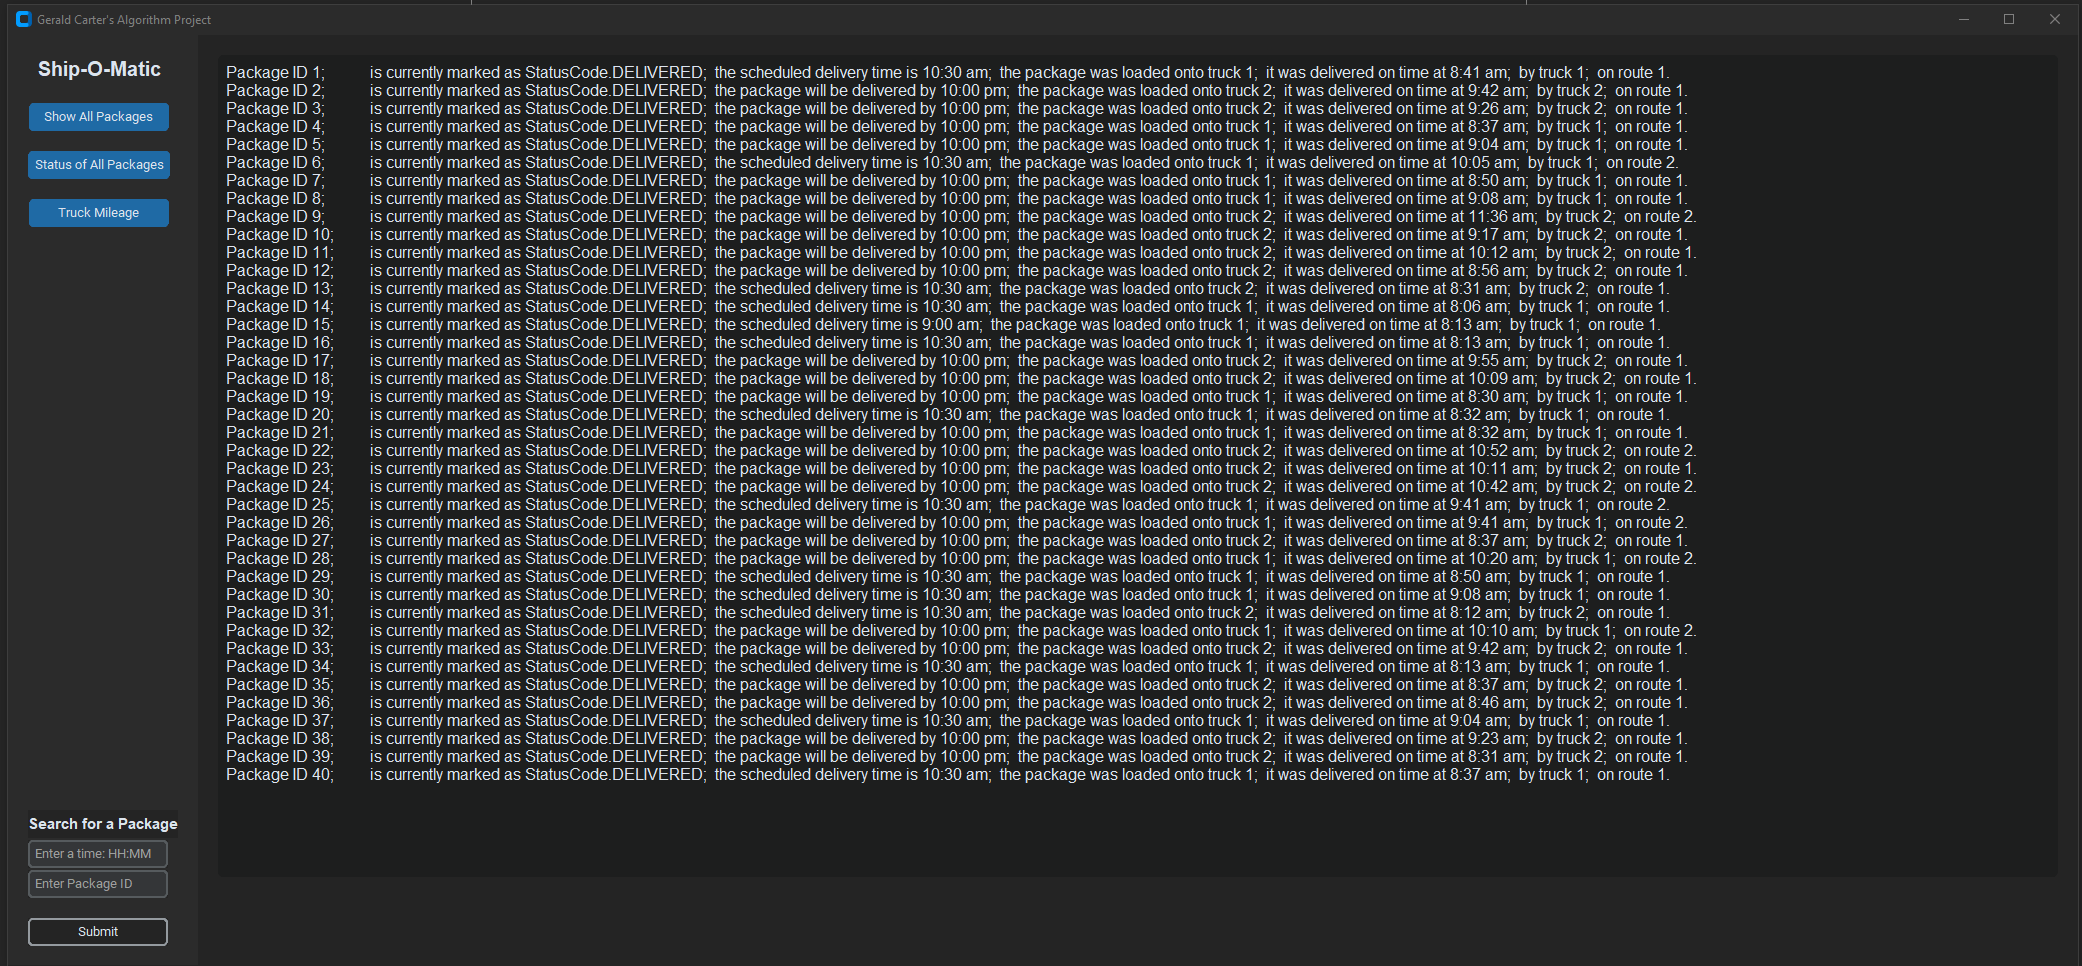 Gerald Carter's Algorithm Project
Ship-O-Matic
Show All Packages
Status of All Packages
Truck Mileage
Package ID 1; is currently marked as StatusCode.DELIVERED; the scheduled delivery time is 10:30 am; the package was loaded onto truck 1; it was delivered on time at 8:41 am; by truck 1; on route 1.
Package ID 2; is currently marked as StatusCode.DELIVERED; the package will be delivered by 10:00 pm; the package was loaded onto truck 2; it was delivered on time at 9:42 am; by truck 2; on route 1.
Package ID 3; is currently marked as StatusCode.DELIVERED; the package will be delivered by 10:00 pm; the package was loaded onto truck 2; it was delivered on time at 9:26 am; by truck 2; on route 1.
Package ID 4; is currently marked as StatusCode.DELIVERED; the package will be delivered by 10:00 pm; the package was loaded onto truck 1; it was delivered on time at 8:37 am; by truck 1; on route 1.
Package ID 5; is currently marked as StatusCode.DELIVERED; the package will be delivered by 10:00 pm; the package was loaded onto truck 1; it was delivered on time at 9:04 am; by truck 1; on route 1.
Package ID 6; is currently marked as StatusCode.DELIVERED; the scheduled delivery time is 10:30 am; the package was loaded onto truck 1; it was delivered on time at 10:05 am; by truck 1; on route 2.
Package ID 7; is currently marked as StatusCode.DELIVERED; the package will be delivered by 10:00 pm; the package was loaded onto truck 1; it was delivered on time at 8:50 am; by truck 1; on route 1.
Package ID 8; is currently marked as StatusCode.DELIVERED; the package will be delivered by 10:00 pm; the package was loaded onto truck 1; it was delivered on time at 9:08 am; by truck 1; on route 1.
Package ID 9; is currently marked as StatusCode.DELIVERED; the package will be delivered by 10:00 pm; the package was loaded onto truck 2; it was delivered on time at 11:36 am; by truck 2; on route 2.
Package ID 10; is currently marked as StatusCode.DELIVERED; the package will be delivered by 10:00 pm; the package was loaded onto truck 2; it was delivered on time at 9:17 am; by truck 2; on route 1.
Package ID 11; is currently marked as StatusCode.DELIVERED; the package will be delivered by 10:00 pm; the package was loaded onto truck 2; it was delivered on time at 10:12 am; by truck 2; on route 1.
Package ID 12; is currently marked as StatusCode.DELIVERED; the package will be delivered by 10:00 pm; the package was loaded onto truck 2; it was delivered on time at 8:56 am; by truck 2; on route 1.
Package ID 13; is currently marked as StatusCode.DELIVERED; the scheduled delivery time is 10:30 am; the package was loaded onto truck 2; it was delivered on time at 8:31 am; by truck 2; on route 1.
Package ID 14; is currently marked as StatusCode.DELIVERED; the scheduled delivery time is 10:30 am; the package was loaded onto truck 1; it was delivered on time at 8:06 am; by truck 1; on route 1.
Package ID 15; is currently marked as StatusCode.DELIVERED; the scheduled delivery time is 9:00 am; the package was loaded onto truck 1; it was delivered on time at 8:13 am; by truck 1; on route 1.
Package ID 16; is currently marked as StatusCode.DELIVERED; the scheduled delivery time is 10:30 am; the package was loaded onto truck 1; it was delivered on time at 8:13 am; by truck 1; on route 1.
Package ID 17; is currently marked as StatusCode.DELIVERED; the package will be delivered by 10:00 pm; the package was loaded onto truck 2; it was delivered on time at 9:55 am; by truck 2; on route 1.
Package ID 18; is currently marked as StatusCode.DELIVERED; the package will be delivered by 10:00 pm; the package was loaded onto truck 2; it was delivered on time at 10:09 am; by truck 2; on route 1.
Package ID 19; is currently marked as StatusCode.DELIVERED; the package will be delivered by 10:00 pm; the package was loaded onto truck 1; it was delivered on time at 8:30 am; by truck 1; on route 1.
Package ID 20; is currently marked as StatusCode.DELIVERED; the scheduled delivery time is 10:30 am; the package was loaded onto truck 1; it was delivered on time at 8:32 am; by truck 1; on route 1.
Package ID 21; is currently marked as StatusCode.DELIVERED; the package will be delivered by 10:00 pm; the package was loaded onto truck 1; it was delivered on time at 8:32 am; by truck 1; on route 1.
Package ID 22; is currently marked as StatusCode.DELIVERED; the package will be delivered by 10:00 pm; the package was loaded onto truck 2; it was delivered on time at 10:52 am; by truck 2; on route 2.
Package ID 23; is currently marked as StatusCode.DELIVERED; the package will be delivered by 10:00 pm; the package was loaded onto truck 2; it was delivered on time at 10:11 am; by truck 2; on route 1.
Package ID 24; is currently marked as StatusCode.DELIVERED; the package will be delivered by 10:00 pm; the package was loaded onto truck 2; it was delivered on time at 10:42 am; by truck 2; on route 2.
Package ID 25; is currently marked as StatusCode.DELIVERED; the scheduled delivery time is 10:30 am; the package was loaded onto truck 1; it was delivered on time at 9:41 am; by truck 1; on route 2.
Package ID 26; is currently marked as StatusCode.DELIVERED; the package will be delivered by 10:00 pm; the package was loaded onto truck 1; it was delivered on time at 9:41 am; by truck 1; on route 2.
Package ID 27; is currently marked as StatusCode.DELIVERED; the package will be delivered by 10:00 pm; the package was loaded onto truck 2; it was delivered on time at 8:37 am; by truck 2; on route 1.
Package ID 28; is currently marked as StatusCode.DELIVERED; the package will be delivered by 10:00 pm; the package was loaded onto truck 1; it was delivered on time at 10:20 am; by truck 1; on route 2.
Package ID 29; is currently marked as StatusCode.DELIVERED; the scheduled delivery time is 10:30 am; the package was loaded onto truck 1; it was delivered on time at 8:50 am; by truck 1; on route 1.
Package ID 30; is currently marked as StatusCode.DELIVERED; the scheduled delivery time is 10:30 am; the package was loaded onto truck 1; it was delivered on time at 9:08 am; by truck 1; on route 1.
Package ID 31; is currently marked as StatusCode.DELIVERED; the scheduled delivery time is 10:30 am; the package was loaded onto truck 2; it was delivered on time at 8:12 am; by truck 2; on route 1.
Package ID 32; is currently marked as StatusCode.DELIVERED; the package will be delivered by 10:00 pm; the package was loaded onto truck 1; it was delivered on time at 10:10 am; by truck 1; on route 2.
Package ID 33; is currently marked as StatusCode.DELIVERED; the package will be delivered by 10:00 pm; the package was loaded onto truck 2; it was delivered on time at 9:42 am; by truck 2; on route 1.
Package ID 34; is currently marked as StatusCode.DELIVERED; the scheduled delivery time is 10:30 am; the package was loaded onto truck 1; it was delivered on time at 8:13 am; by truck 1; on route 1.
Package ID 35; is currently marked as StatusCode.DELIVERED; the package will be delivered by 10:00 pm; the package was loaded onto truck 2; it was delivered on time at 8:37 am; by truck 2; on route 1.
Package ID 36; is currently marked as StatusCode.DELIVERED; the package will be delivered by 10:00 pm; the package was loaded onto truck 2; it was delivered on time at 8:46 am; by truck 2; on route 1.
Package ID 37; is currently marked as StatusCode.DELIVERED; the scheduled delivery time is 10:30 am; the package was loaded onto truck 1; it was delivered on time at 9:04 am; by truck 1; on route 1.
Package ID 38; is currently marked as StatusCode.DELIVERED; the package will be delivered by 10:00 pm; the package was loaded onto truck 2; it was delivered on time at 9:23 am; by truck 2; on route 1.
Package ID 39; is currently marked as StatusCode.DELIVERED; the package will be delivered by 10:00 pm; the package was loaded onto truck 2; it was delivered on time at 8:31 am; by truck 2; on route 1.
Package ID 40; is currently marked as StatusCode.DELIVERED; the scheduled delivery time is 10:30 am; the package was loaded onto truck 1; it was delivered on time at 8:37 am; by truck 1; on route 1.
Search for a Package
Enter a time: HH:MM
Enter Package ID
Submit